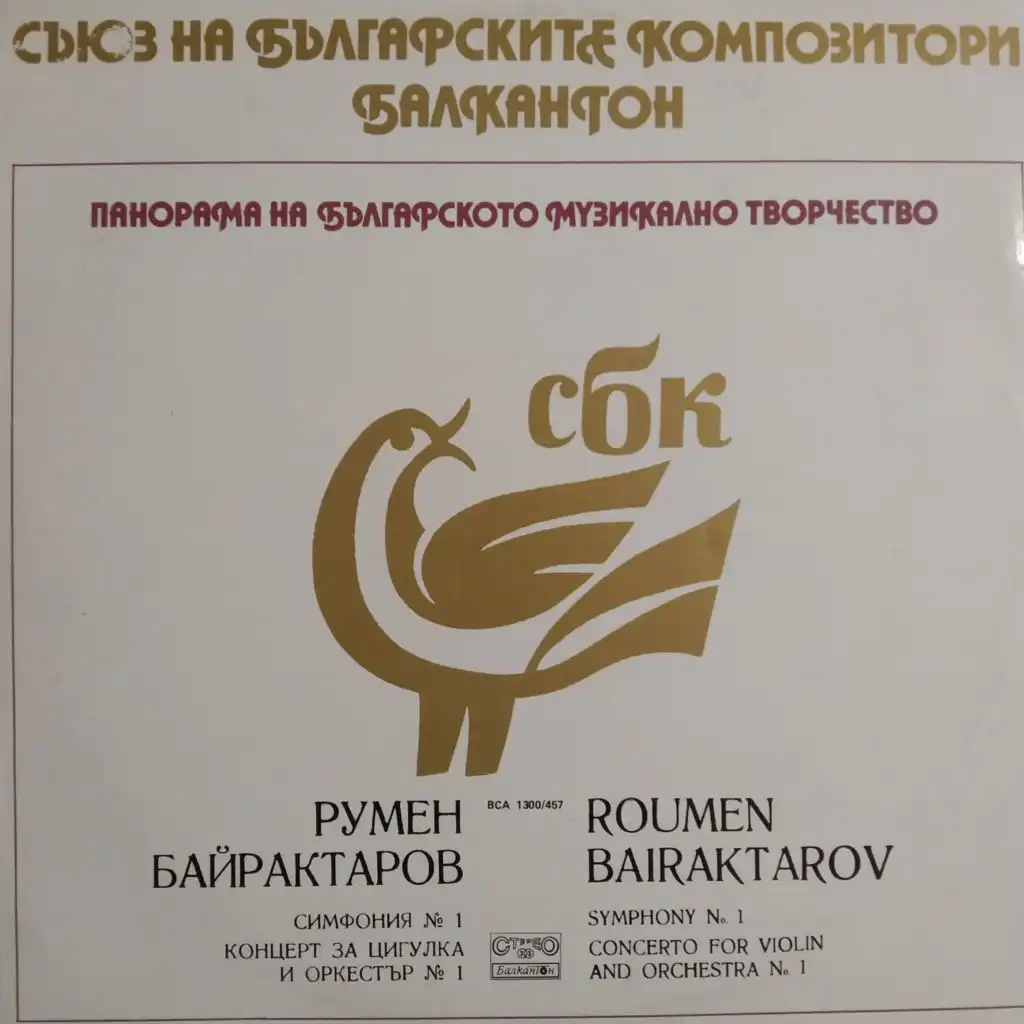 СЪЮЗ НА БЪЛГАРСКИТЕ КОМПОЗИТОРИ
БАЛКАНТОН
ПАНОРАМА НА БЪЛГАРСКОТО МУЗИКАЛНО ТВОРЧЕСТВО
сбк
РУМЕН
БАЙРАКТАРОВ
СИМФОНИЯ № 1
КОНЦЕРТ ЗА ЦИГУЛКА
И ОРКЕСТЪР № 1
ВСА 1300/457
СТЕРЕО
33
Балкантон
ROUMEN
BAIRAKTAROV
SYMPHONY No. 1
CONCERTO FOR VIOLIN
AND ORCHESTRA No. 1